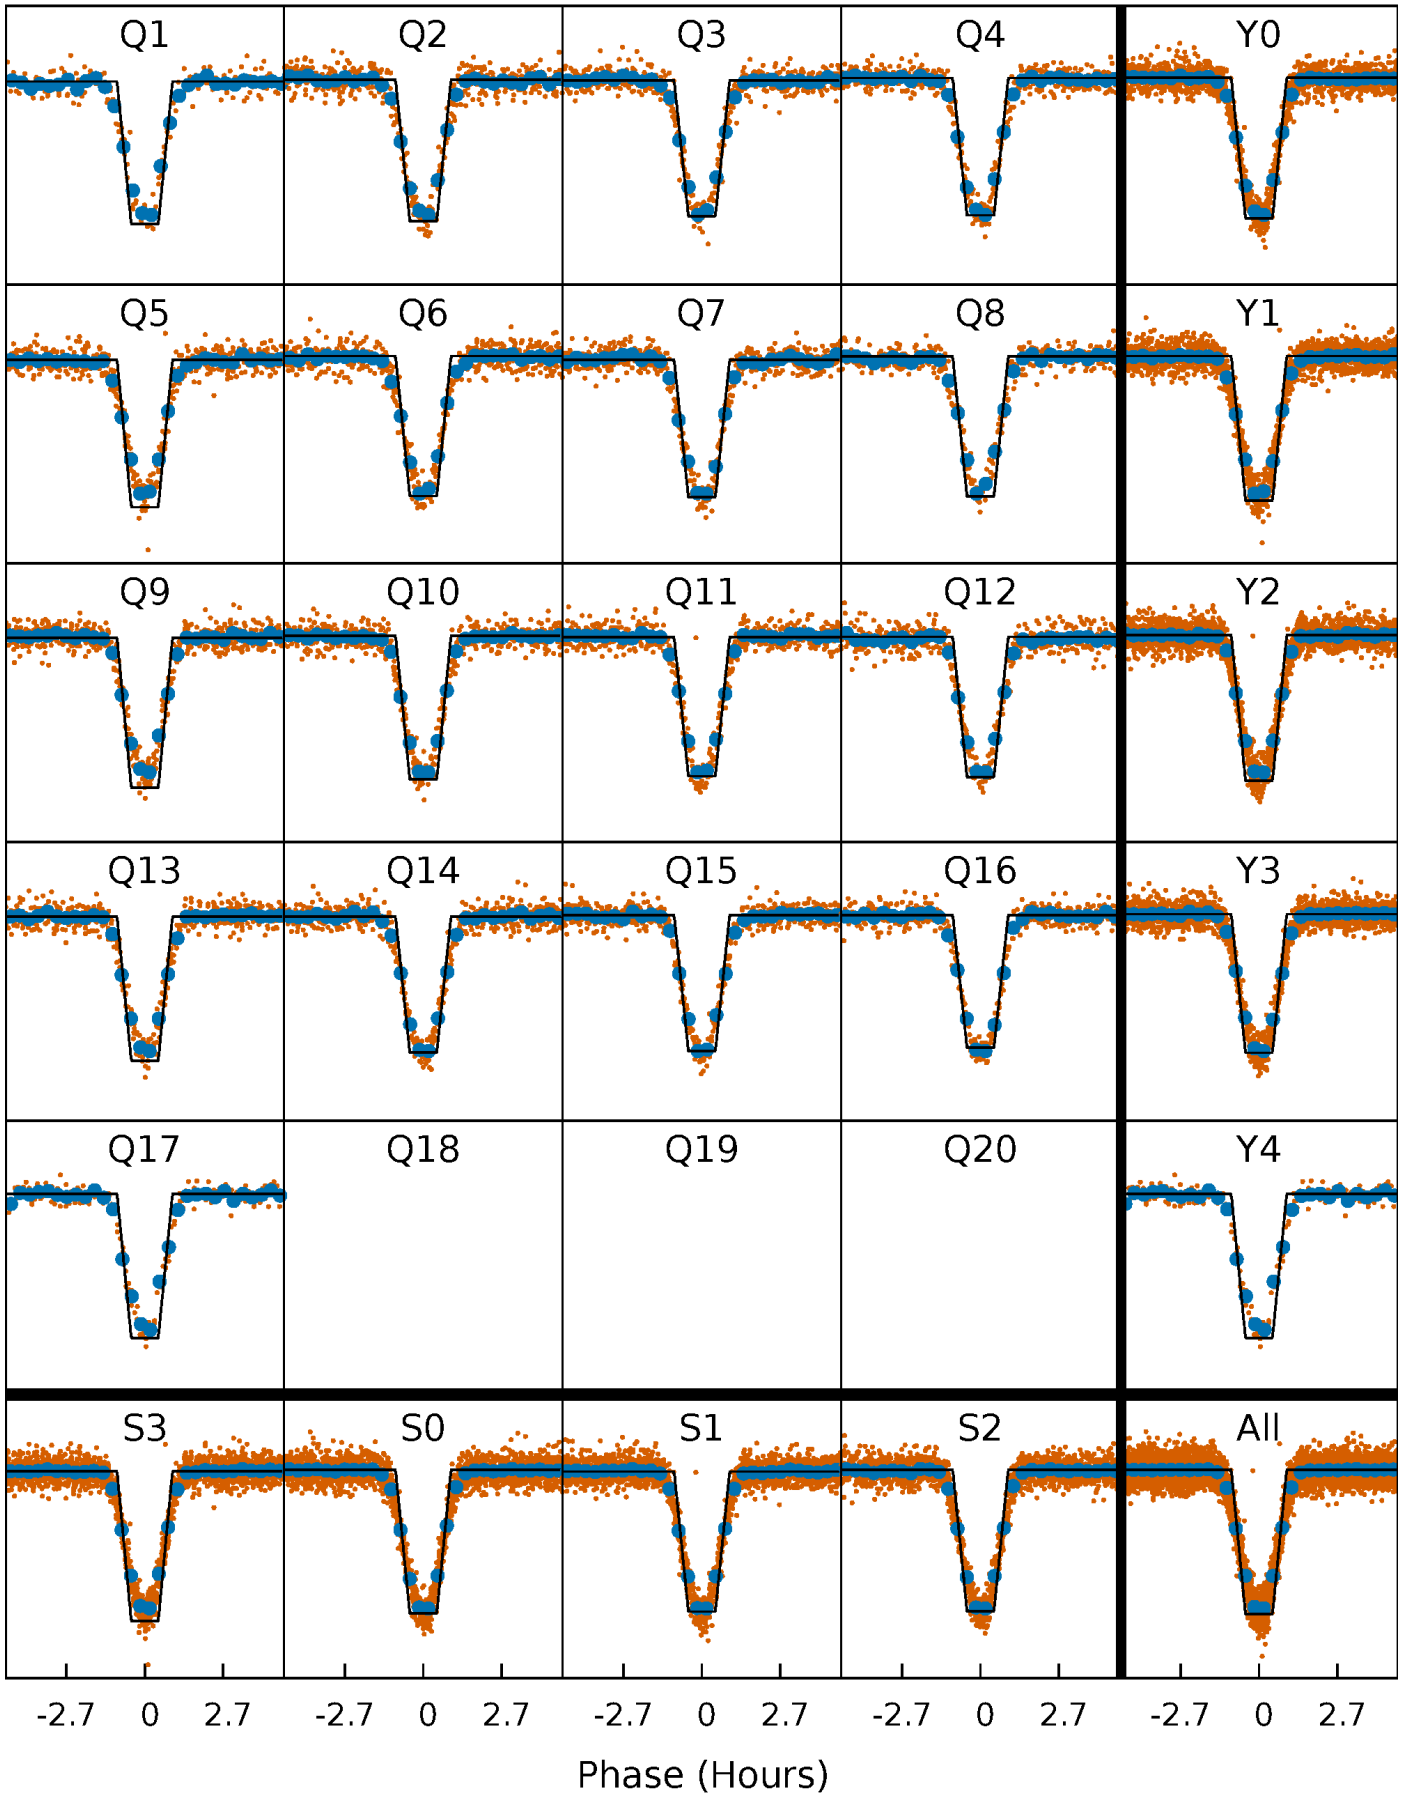 Q1 Q2 Q3 Q4 Y0
Q5 Q6 Q7 Q8 Y1
Q9 Q10 Q11 Q12 Y2
Q13 Q14 Q15 Q16 Y3
Q17 Q18 Q19 Q20 Y4
S3 S0 S1 S2 All
-2.7 0 2.7 -2.7 0 2.7 -2.7 0 2.7 -2.7 0 2.7 -2.7 0 2.7
Phase (Hours)